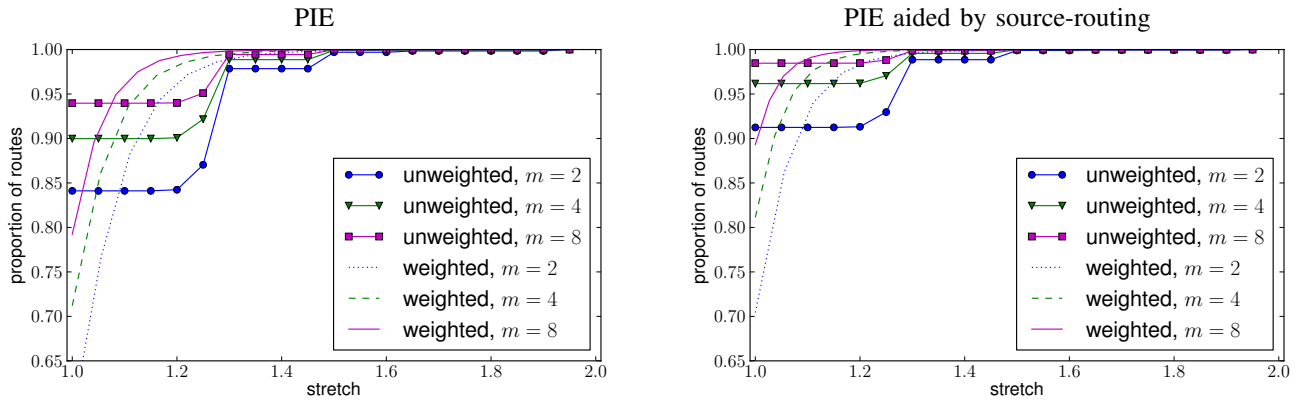 PIE
1.00
0.95
0.90
0.85
0.80
0.75
0.70
0.65
proportion of routes
unweighted, m = 2
unweighted, m = 4
unweighted, m = 8
weighted, m = 2
weighted, m = 4
weighted, m = 8
1.0 1.2 1.4 1.6 1.8 2.0
stretch
PIE aided by source-routing
1.00
0.95
0.90
0.85
0.80
0.75
0.70
0.65
proportion of routes
unweighted, m = 2
unweighted, m = 4
unweighted, m = 8
weighted, m = 2
weighted, m = 4
weighted, m = 8
1.0 1.2 1.4 1.6 1.8 2.0
stretch